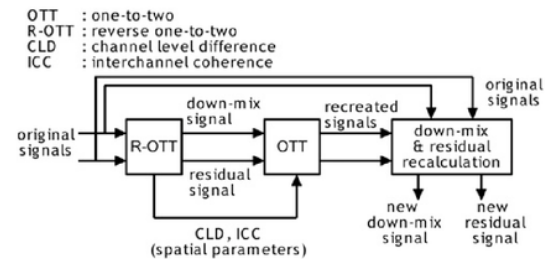 OTT : one-to-two
R-OTT : reverse one-to-two
CLD : channel level difference
ICC : interchannel coherence
original
signals
down-mix
signal
recreated
signals
original
signals
R-OTT
OTT
down-mix
& residual
recalculation
residual
signal
CLD, ICC
(spatial parameters)
new
down-mix
signal
new
residual
signal